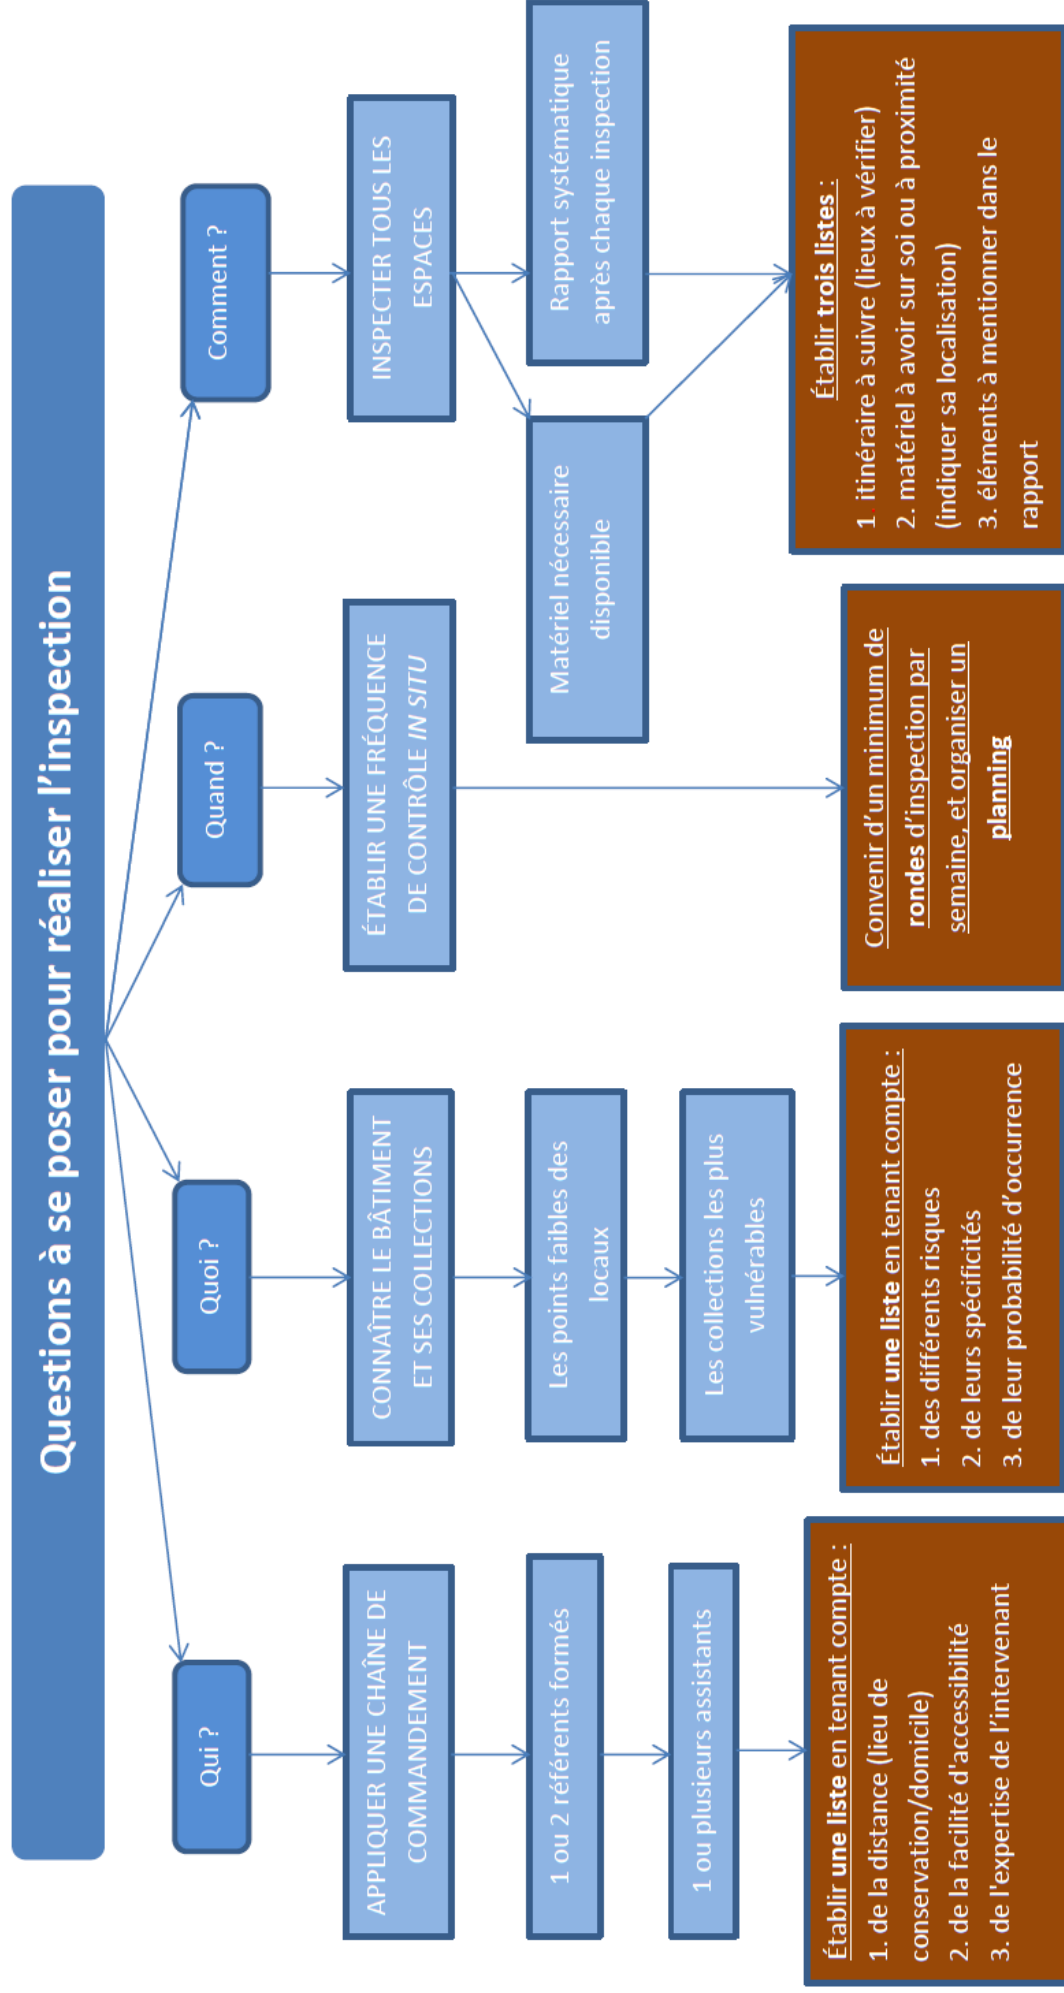 Questions à se poser pour réaliser l'inspection
Qui ?
Quoi ?
Quand ?
Comment ?
APPLIQUER UNE CHAÎNE DE
COMMANDEMENT
1 ou 2 référents formés
1 ou plusieurs assistants
Établir une liste en tenant compte :
1. de la distance (lieu de
conservation/domicile)
2. de la facilité d'accessibilité
3. de l'expertise de l'intervenant
CONNAÎTRE LE BÂTIMENT
ET SES COLLECTIONS
Les points faibles des
locaux
Les collections les plus
vulnérables
Établir une liste en tenant compte :
1. des différents risques
2. de leurs spécificités
3. de leur probabilité d'occurrence
ÉTABLIR UNE FRÉQUENCE
DE CONTRÔLE IN SITU
Convenir d'un minimum de
rondes d'inspection par
semaine, et organiser un
planning
INSPECTER TOUS LES
ESPACES
Matériel nécessaire
disponible
Rapport systématique
après chaque inspection
Établir trois listes :
1. itinéraire à suivre (lieux à vérifier)
2. matériel à avoir sur soi ou à proximité
(indiquer sa localisation)
3. éléments à mentionner dans le
rapport